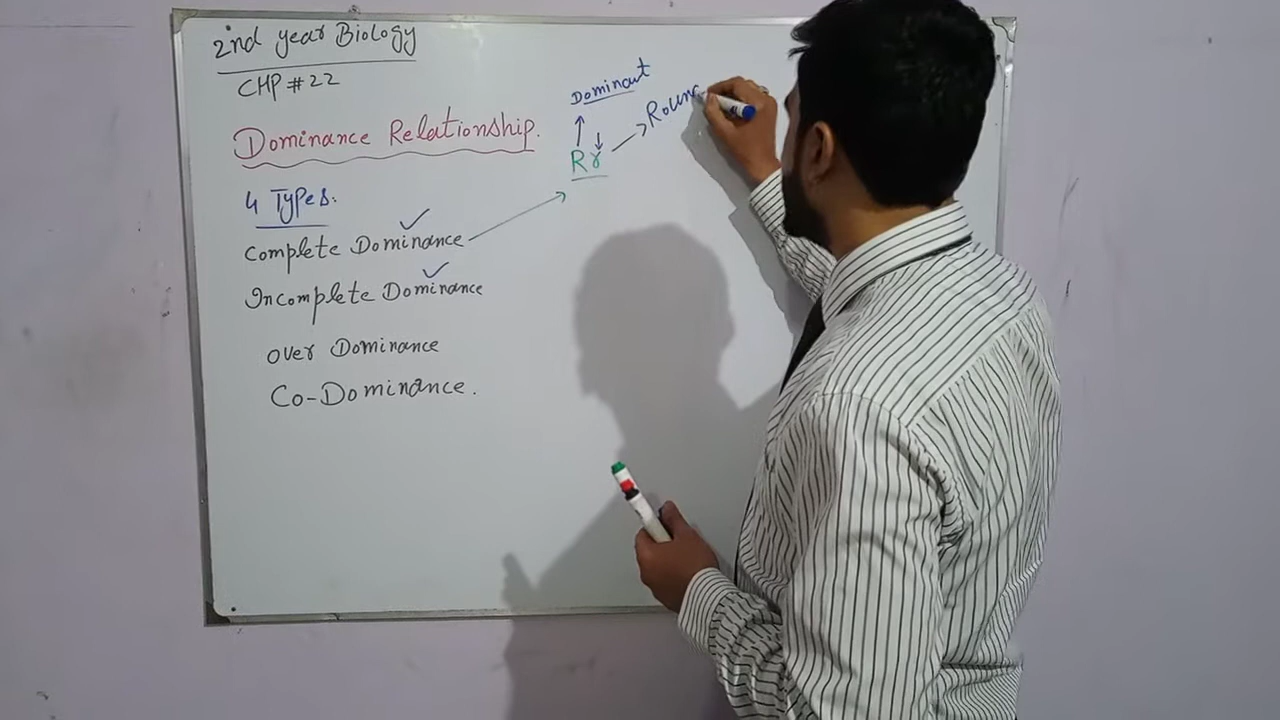 2nd year Biology
CHP # 22
Dominance Relationship.
4 Types.
Complete Dominance
Incomplete Dominance
over Dominance
Co-Dominance.
Dominant
Rr
Roun